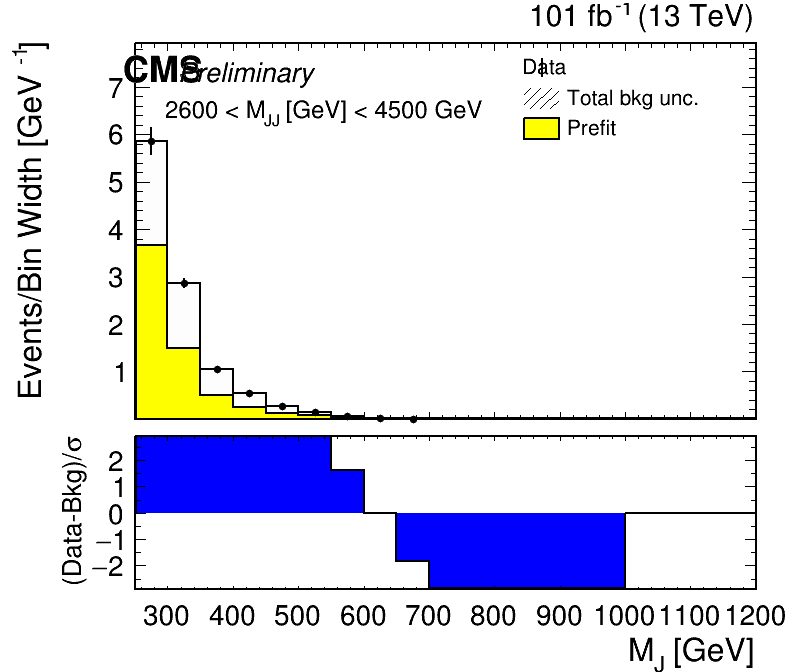 101 fb⁻¹ (13 TeV)
CMS Preliminary
2600 < M_JJ [GeV] < 4500 GeV
Data
Total bkg unc.
Prefit
Events/Bin Width [GeV⁻¹]
7
6
5
4
3
2
1
(Data-Bkg)/σ
2
1
0
−1
−2
300 400 500 600 700 800 900 1000 1100 1200
M_J [GeV]